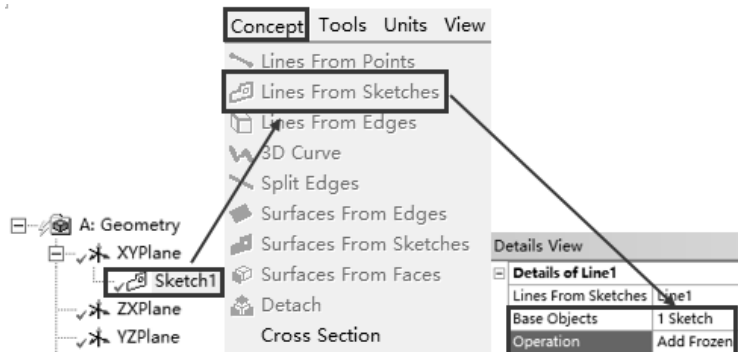 Concept Tools Units View
Lines From Points
Lines From Sketches
Lines From Edges
3D Curve
Split Edges
Surfaces From Edges
Surfaces From Sketches
Surfaces From Faces
Detach
Cross Section
A: Geometry
XYPlane
Sketch1
ZXPlane
YZPlane
Details View
Details of Line1
Lines From Sketches Line1
Base Objects 1 Sketch
Operation Add Frozen